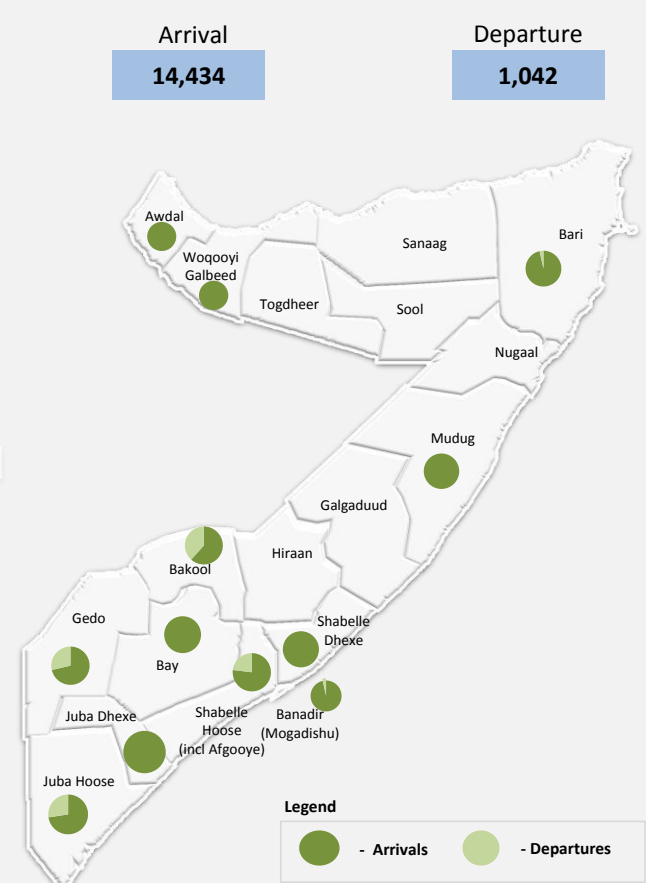 Arrival
Departure
14,434
1,042
Awdal
Bari
Woqooyi
Galbeed
Sanaag
Togdheer
Sool
Nugaal
Mudug
Galgaduud
Hiraan
Bakool
Gedo
Shabelle
Dhexe
Bay
Juba Dhexe
Shabelle
Hoose
(incl Afgooye)
Banadir
(Mogadishu)
Juba Hoose
Legend
- Arrivals
- Departures